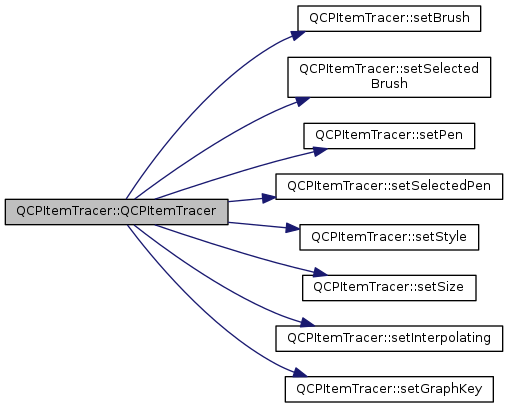 QCPItemTracer::setBrush
QCPItemTracer::setSelected
Brush
QCPItemTracer::setPen
QCPItemTracer::setSelectedPen
QCPItemTracer::QCPItemTracer
QCPItemTracer::setStyle
QCPItemTracer::setSize
QCPItemTracer::setInterpolating
QCPItemTracer::setGraphKey